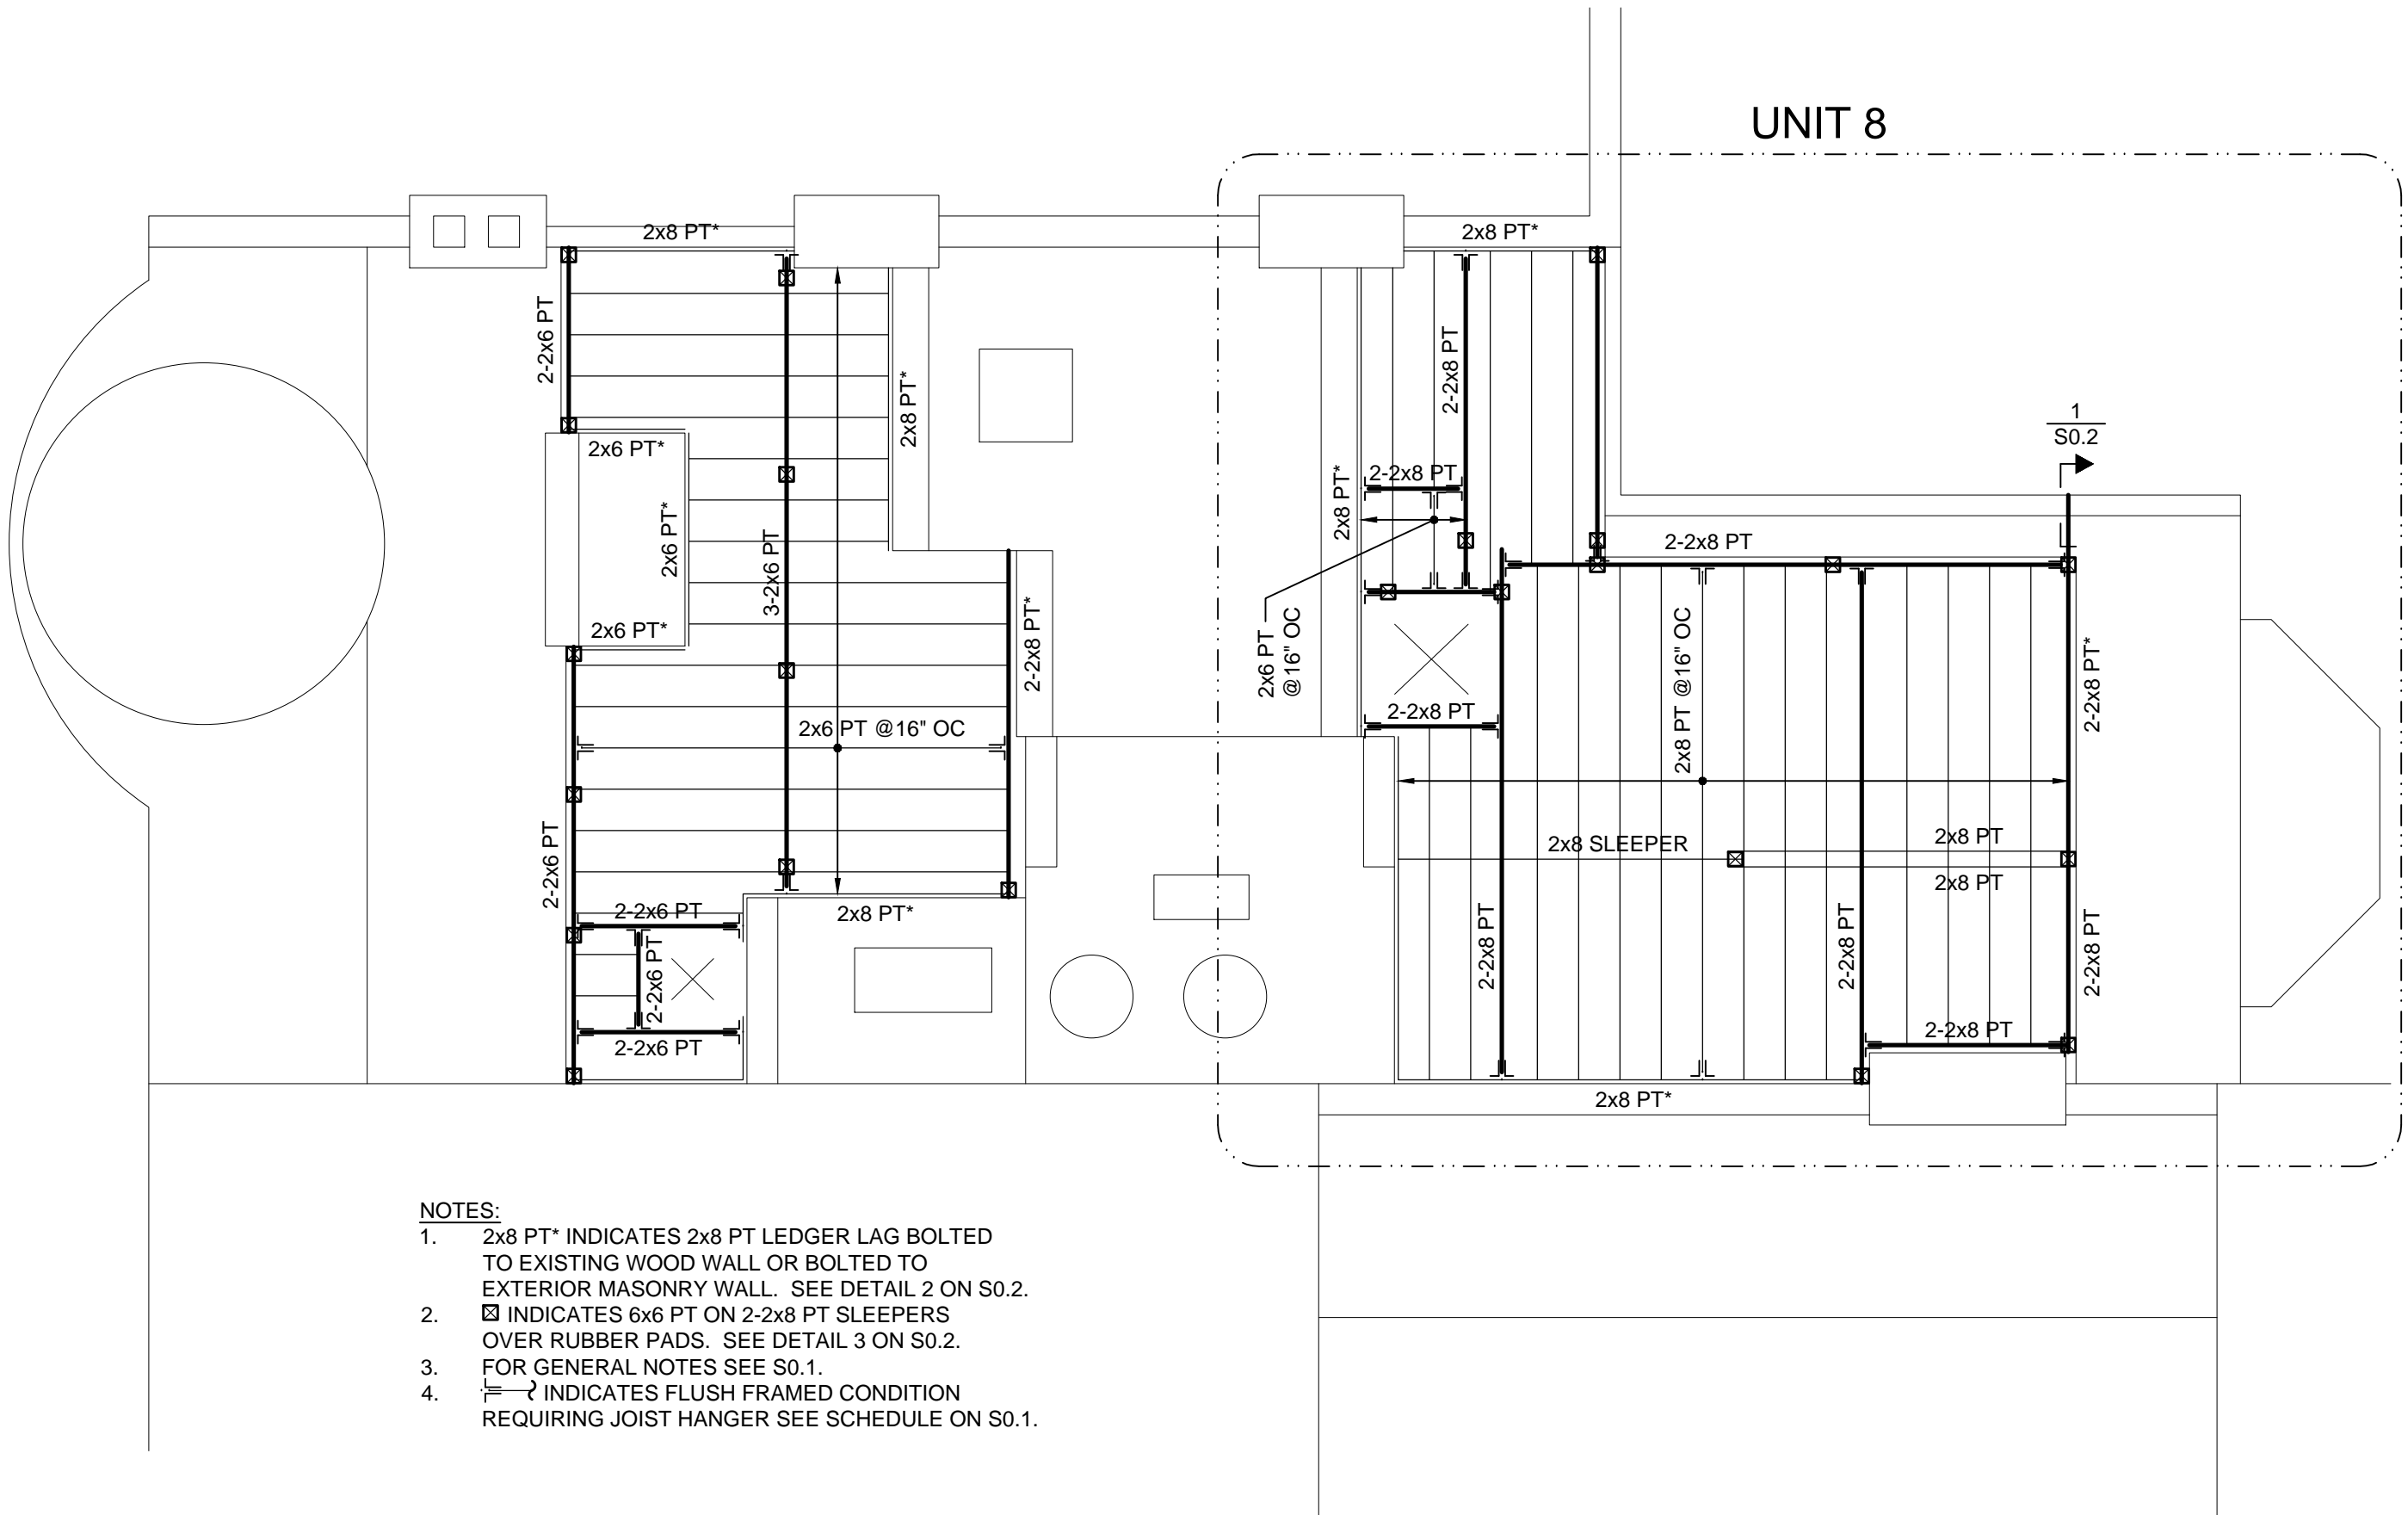 UNIT 8
2x8 PT*
2x8 PT*
2-2x6 PT
2-2x8 PT
2x8 PT*
1
S0.2
2x6 PT*
2x8 PT*
2-2x8 PT
2x6 PT*
3-2x6 PT
2-2x8 PT
2x6 PT*
2-2x8 PT*
2x6 PT
@16" OC
2x8 PT @16" OC
2-2x8 PT*
2-2x8 PT
2x6 PT @16" OC
2x8 SLEEPER
2x8 PT
2x8 PT
2-2x6 PT
2-2x6 PT
2x8 PT*
2-2x8 PT
2-2x8 PT
2-2x8 PT
2-2x6 PT
2-2x6 PT
2-2x8 PT
2x8 PT*
NOTES:
1. 2x8 PT* INDICATES 2x8 PT LEDGER LAG BOLTED
TO EXISTING WOOD WALL OR BOLTED TO
EXTERIOR MASONRY WALL. SEE DETAIL 2 ON S0.2.
2. INDICATES 6x6 PT ON 2-2x8 PT SLEEPERS
OVER RUBBER PADS. SEE DETAIL 3 ON S0.2.
3. FOR GENERAL NOTES SEE S0.1.
4. INDICATES FLUSH FRAMED CONDITION
REQUIRING JOIST HANGER SEE SCHEDULE ON S0.1.